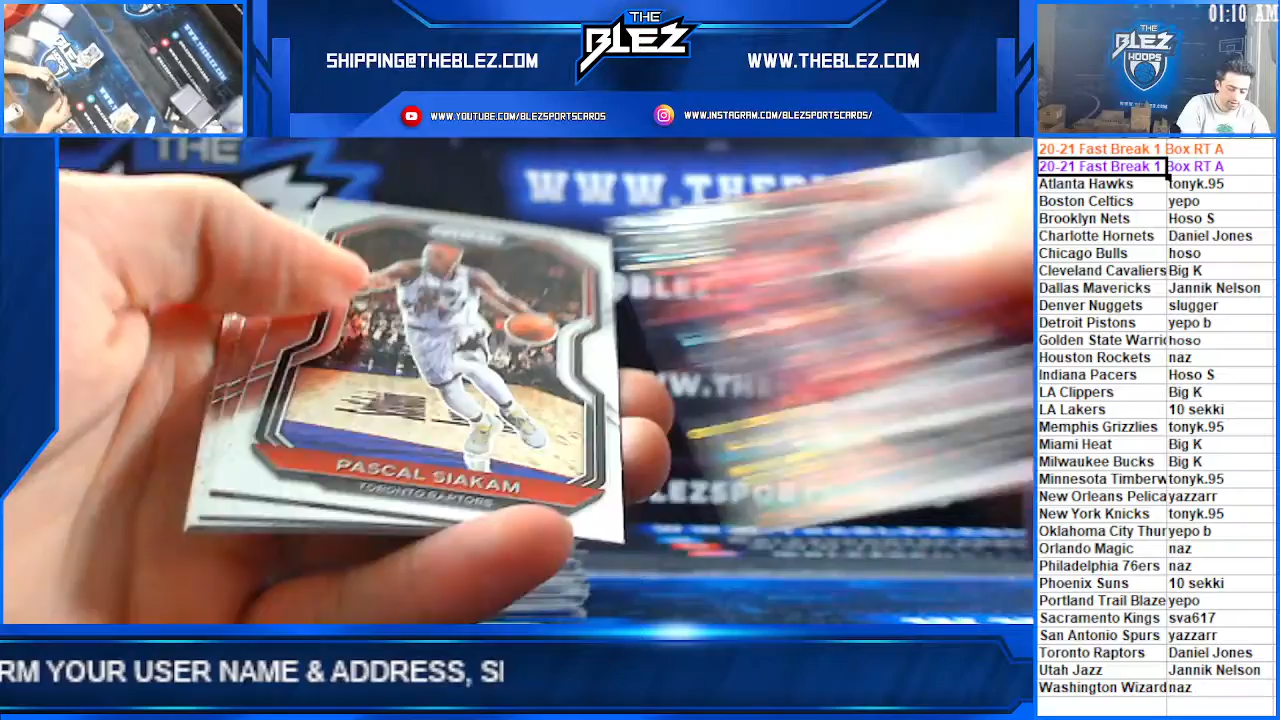 01:10 AM
THE
BLEZ
SHIPPING@THEBLEZ.COM
WWW.THEBLEZ.COM
WWW.YOUTUBE.COM/BLEZSPORTSCARDS
WWW.INSTAGRAM.COM/BLEZSPORTSCARDS/
THE
BLEZ
HOOPS
THE
WWW.THE
PASCAL SIAKAM
TORONTO RAPTORS
20-21 Fast Break 1 Box RT A
20-21 Fast Break 1 Box RT A
Atlanta Hawks tonyk.95
Boston Celtics yepo
Brooklyn Nets Hoso S
Charlotte Hornets Daniel Jones
Chicago Bulls hoso
Cleveland Cavaliers Big K
Dallas Mavericks Jannik Nelson
Denver Nuggets slugger
Detroit Pistons yepo b
Golden State Warri hoso
Houston Rockets naz
Indiana Pacers Hoso S
LA Clippers Big K
LA Lakers 10 sekki
Memphis Grizzlies tonyk.95
Miami Heat Big K
Milwaukee Bucks Big K
Minnesota Timberw tonyk.95
New Orleans Pelica yazzarr
New York Knicks tonyk.95
Oklahoma City Thur yepo b
Orlando Magic naz
Philadelphia 76ers naz
Phoenix Suns 10 sekki
Portland Trail Blaze yepo
Sacramento Kings sva617
San Antonio Spurs yazzarr
Toronto Raptors Daniel Jones
Utah Jazz Jannik Nelson
Washington Wizard naz
RM YOUR USER NAME & ADDRESS, SI